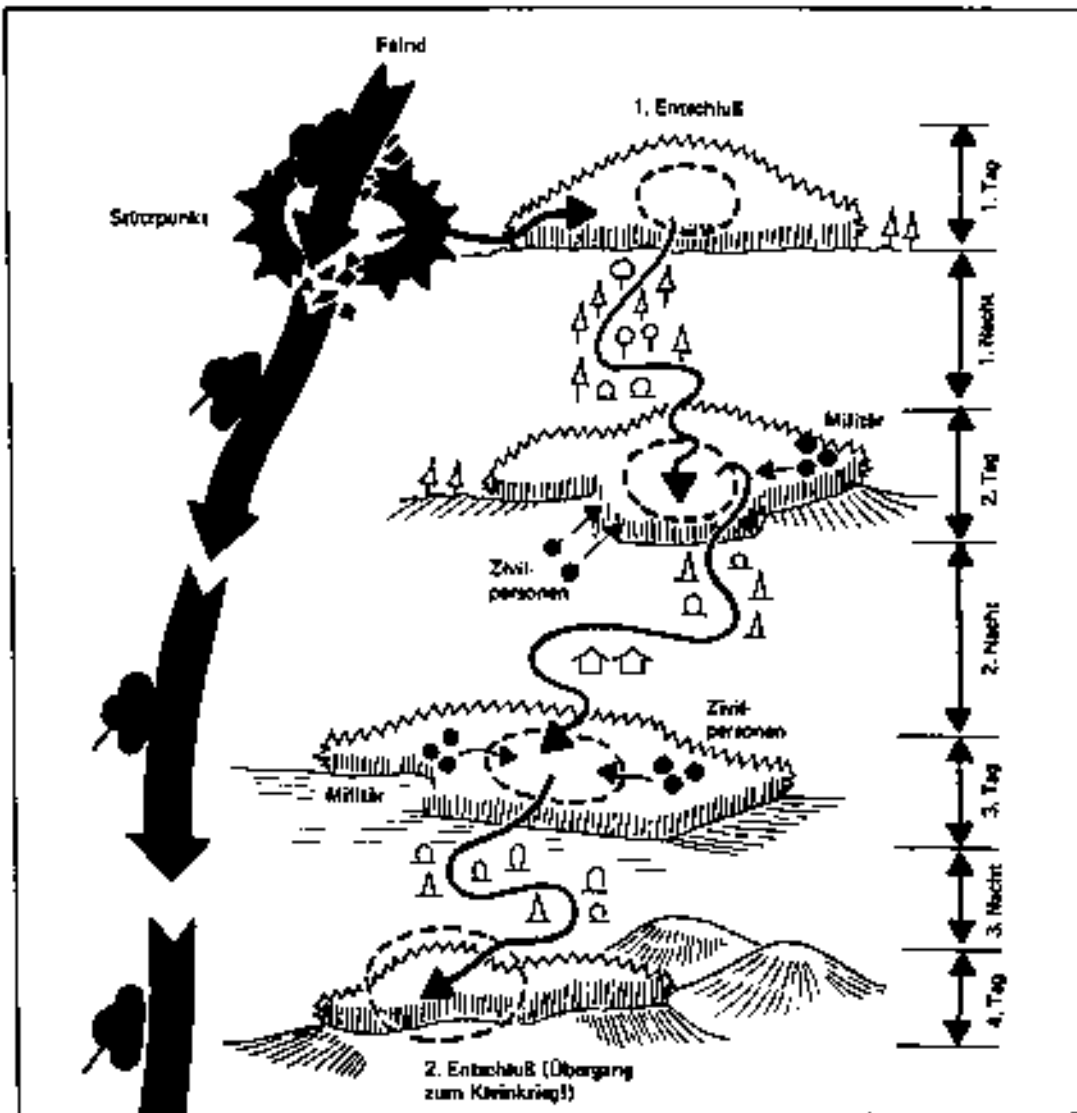 Feind
1. Entschluß
Stützpunkt
1. Tag
1. Nacht
Militär
2. Tag
Zivil-
personen
2. Nacht
Zivil-
personen
Militär
3. Tag
3. Nacht
4. Tag
2. Entschluß (Übergang
zum Kleinkrieg!)